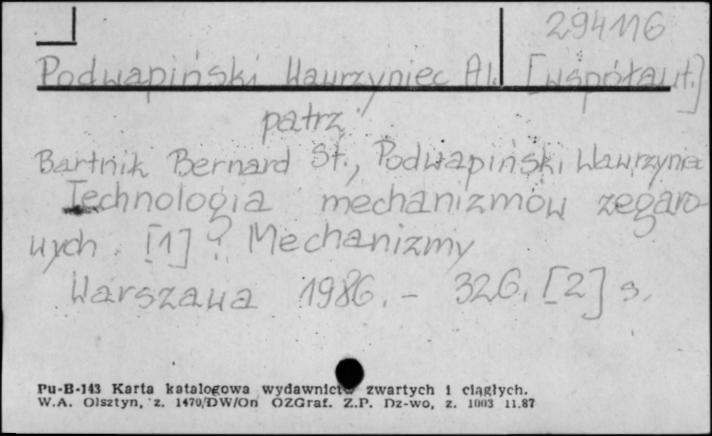 294116
Podwapiński Wawrzyniec Al. [współaut.]
patrz
Bartnik Bernard St., Podwapiński Wawrzyniec
Technologia mechanizmów zegaro-
wych. [1] : Mechanizmy
Warszawa 1986. - 326, [2] s.
Pu-B-143 Karta katalogowa wydawnictw zwartych i ciągłych.
W.A. Olsztyn, z. 1470/DW/On OZGraf. Z.P. Dz-wo, z. 1003 11.87